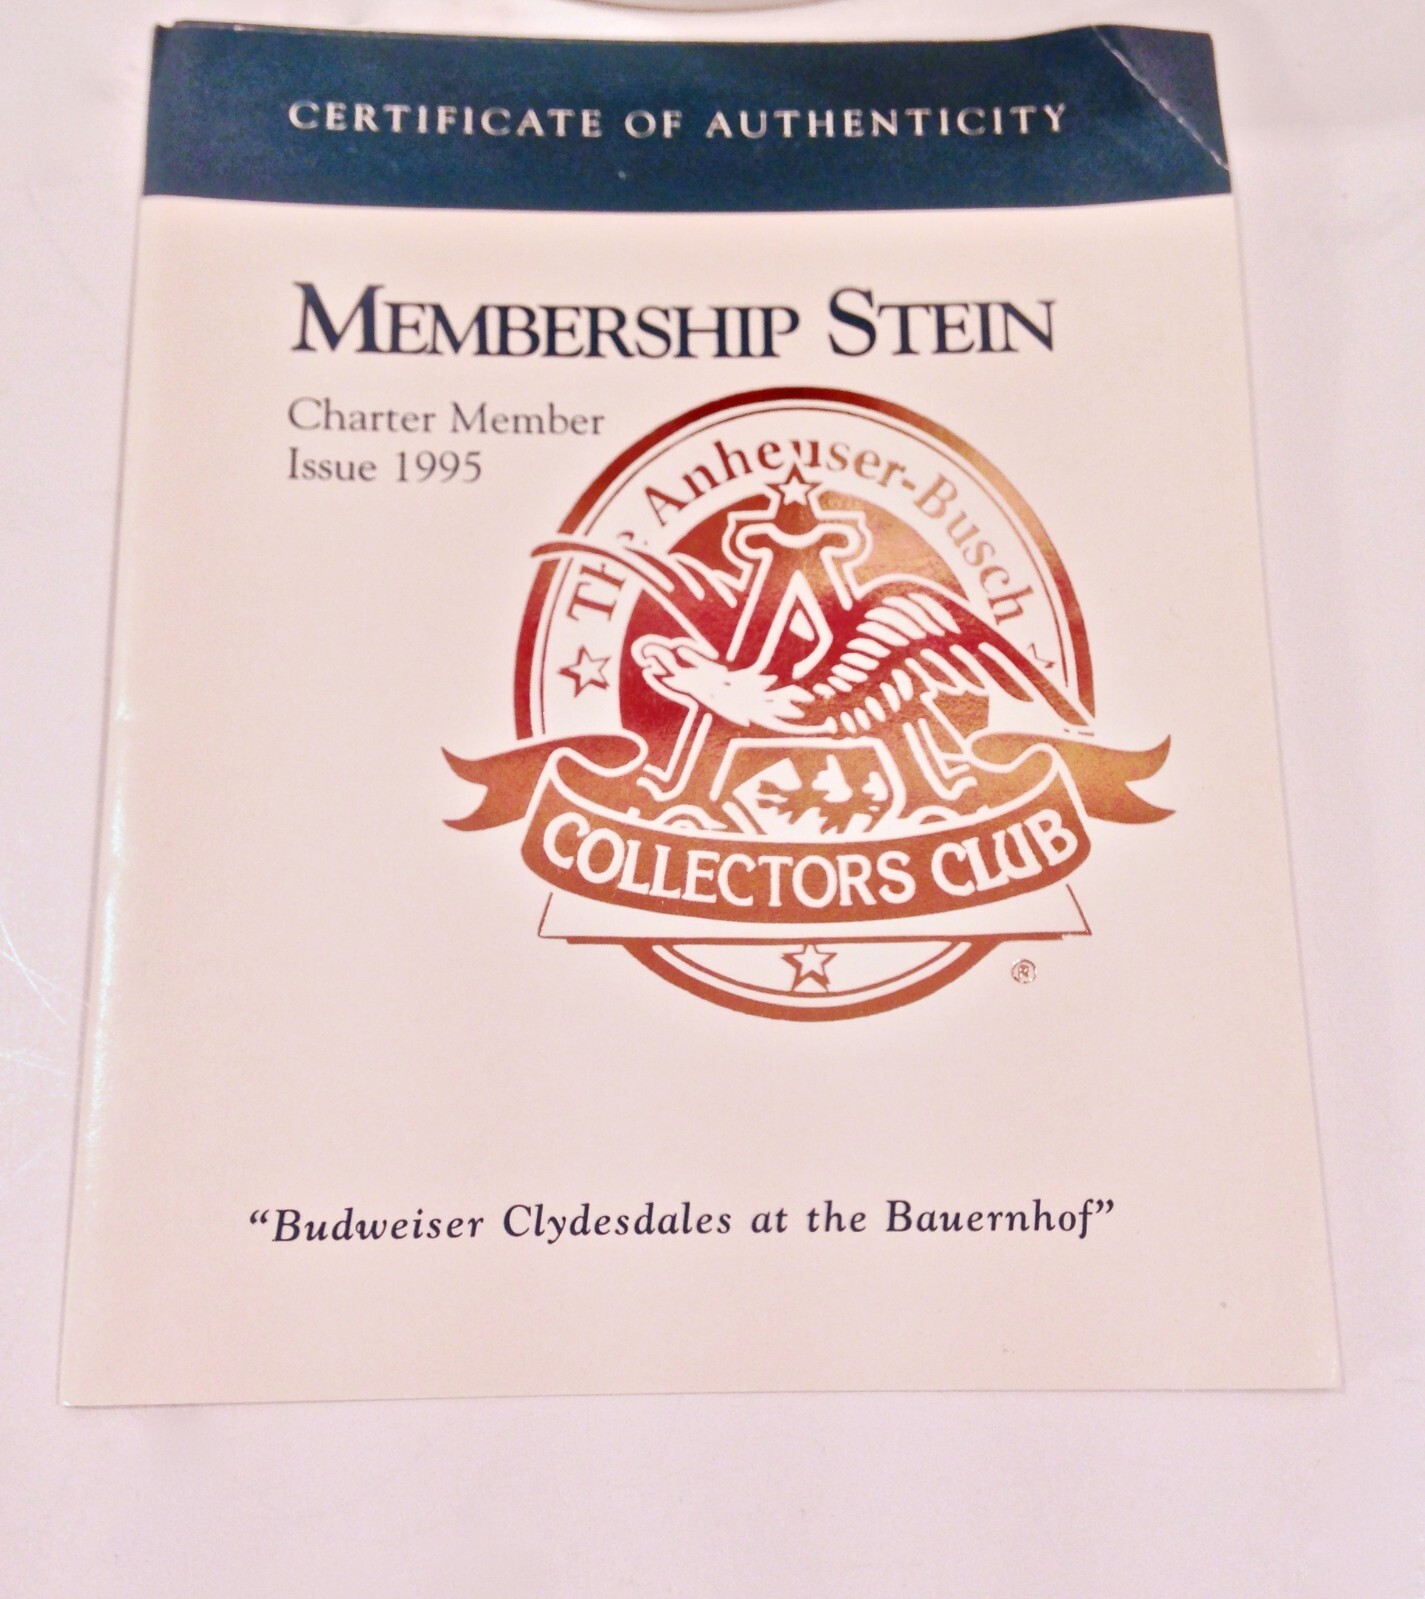 CERTIFICATE OF AUTHENTICITY
MEMBERSHIP STEIN
Charter Member
Issue 1995
The Anheuser-Busch
COLLECTORS CLUB
®
"Budweiser Clydesdales at the Bauernhof"